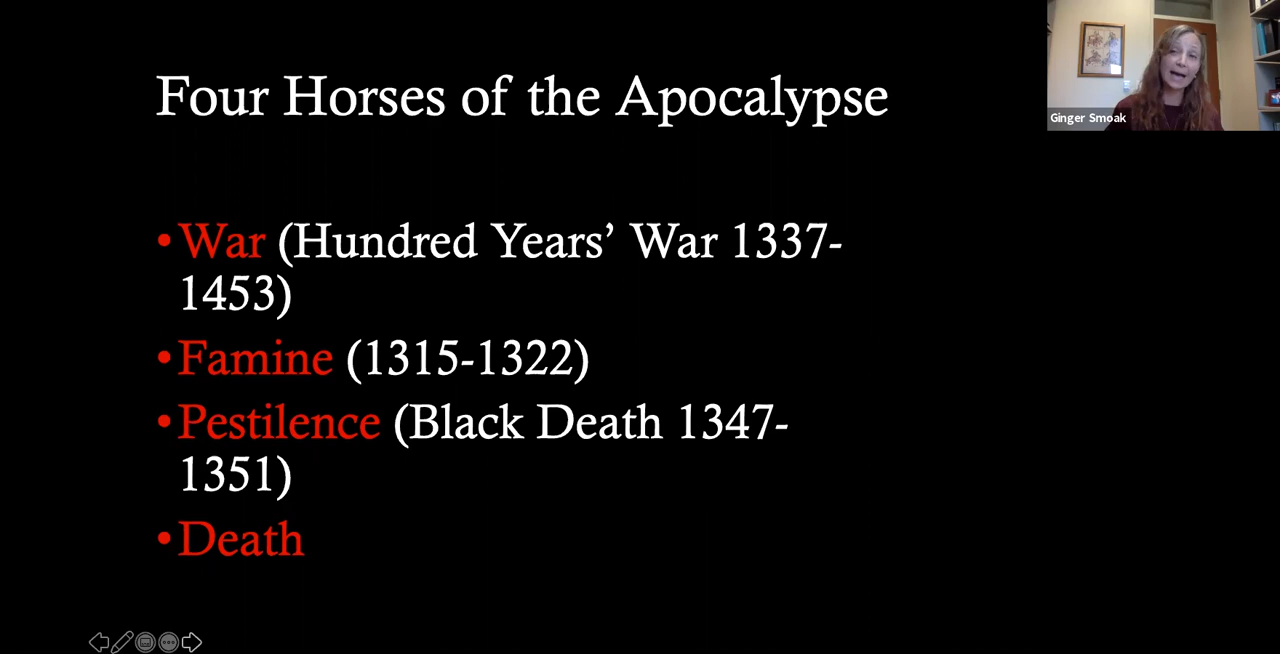 Four Horses of the Apocalypse
Ginger Smoak
•War (Hundred Years’ War 1337-
1453)
•Famine (1315-1322)
•Pestilence (Black Death 1347-
1351)
•Death